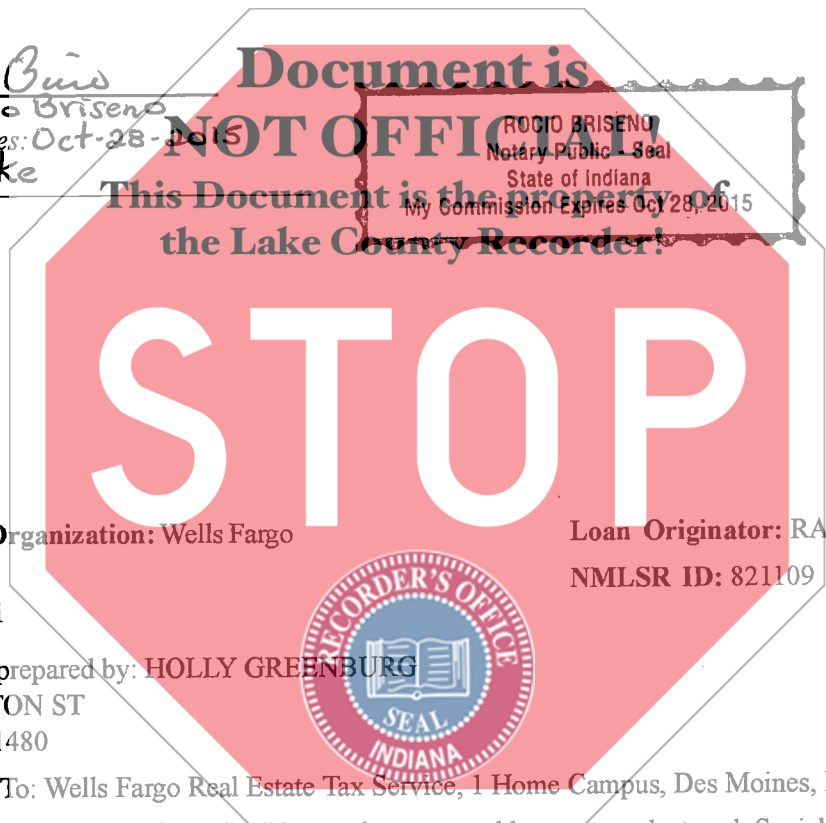 Document is
o Briseno
es: Oct-28-2015
NOT OFFICIAL!
ke
ROCIO BRISENO
Notary Public - Seal
State of Indiana
My Commission Expires Oct 28, 2015
This Document is the property of
the Lake County Recorder!
STOP
Organization: Wells Fargo
Loan Originator: RA
NMLSR ID: 821109
RECORDER'S OFFICE
SEAL
INDIANA
prepared by: HOLLY GREENBURG
TON ST
1480
To: Wells Fargo Real Estate Tax Service, 1 Home Campus, Des Moines,